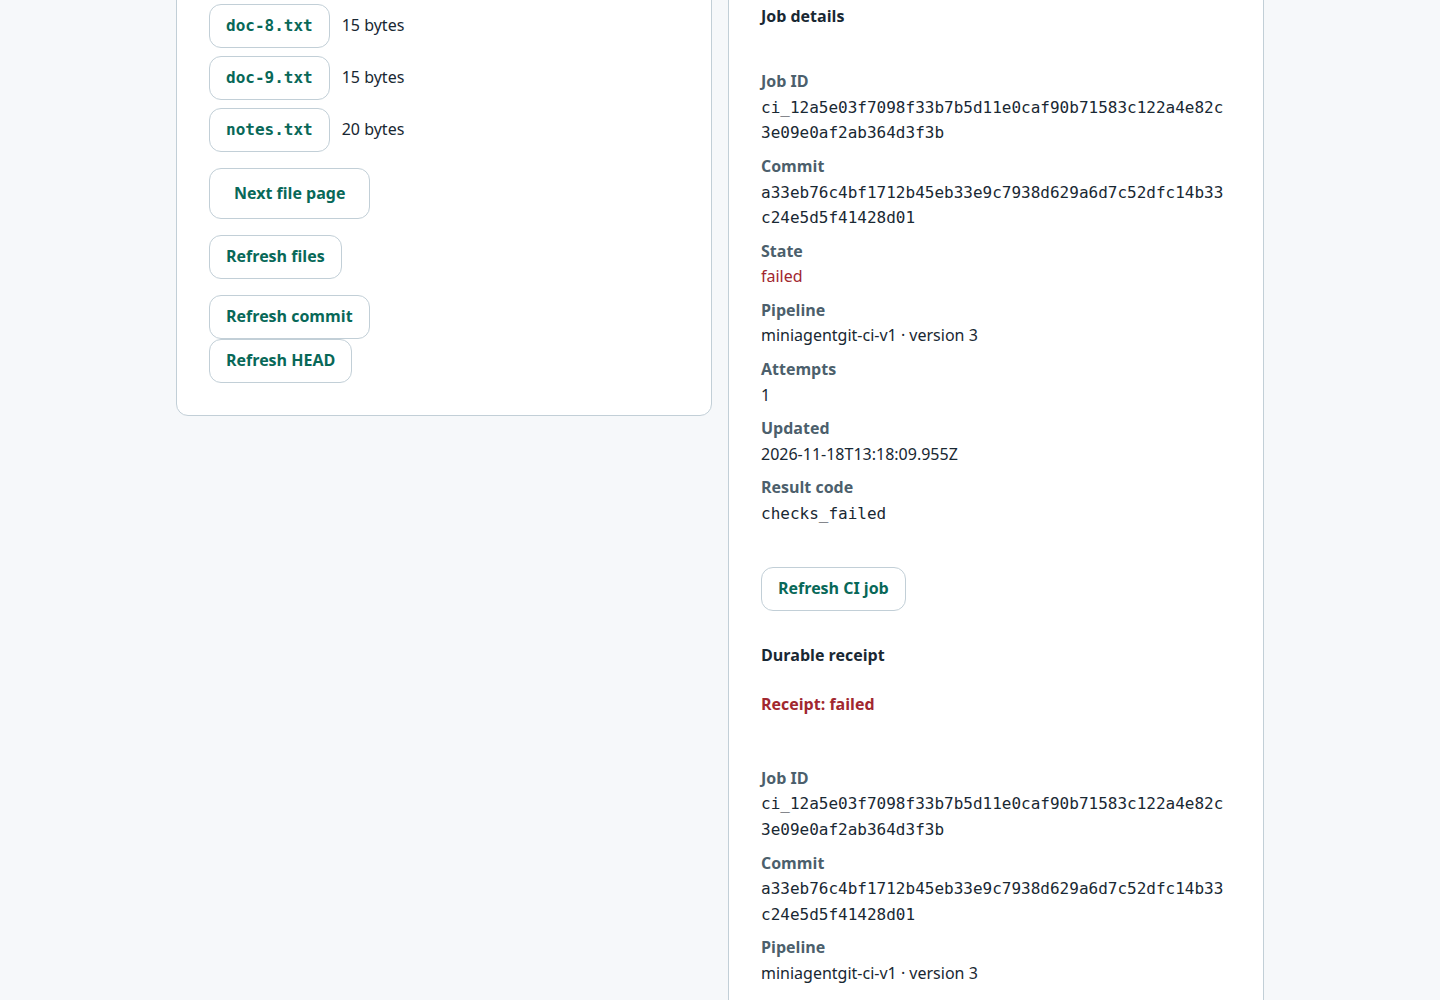 doc-8.txt 15 bytes
doc-9.txt 15 bytes
notes.txt 20 bytes
Next file page
Refresh files
Refresh commit
Refresh HEAD
Job details
Job ID
ci_12a5e03f7098f33b7b5d11e0caf90b71583c122a4e82c
3e09e0af2ab364d3f3b
Commit
a33eb76c4bf1712b45eb33e9c7938d629a6d7c52dfc14b33
c24e5d5f41428d01
State
failed
Pipeline
miniagentgit-ci-v1 · version 3
Attempts
1
Updated
2026-11-18T13:18:09.955Z
Result code
checks_failed
Refresh CI job
Durable receipt
Receipt: failed
Job ID
ci_12a5e03f7098f33b7b5d11e0caf90b71583c122a4e82c
3e09e0af2ab364d3f3b
Commit
a33eb76c4bf1712b45eb33e9c7938d629a6d7c52dfc14b33
c24e5d5f41428d01
Pipeline
miniagentgit-ci-v1 · version 3